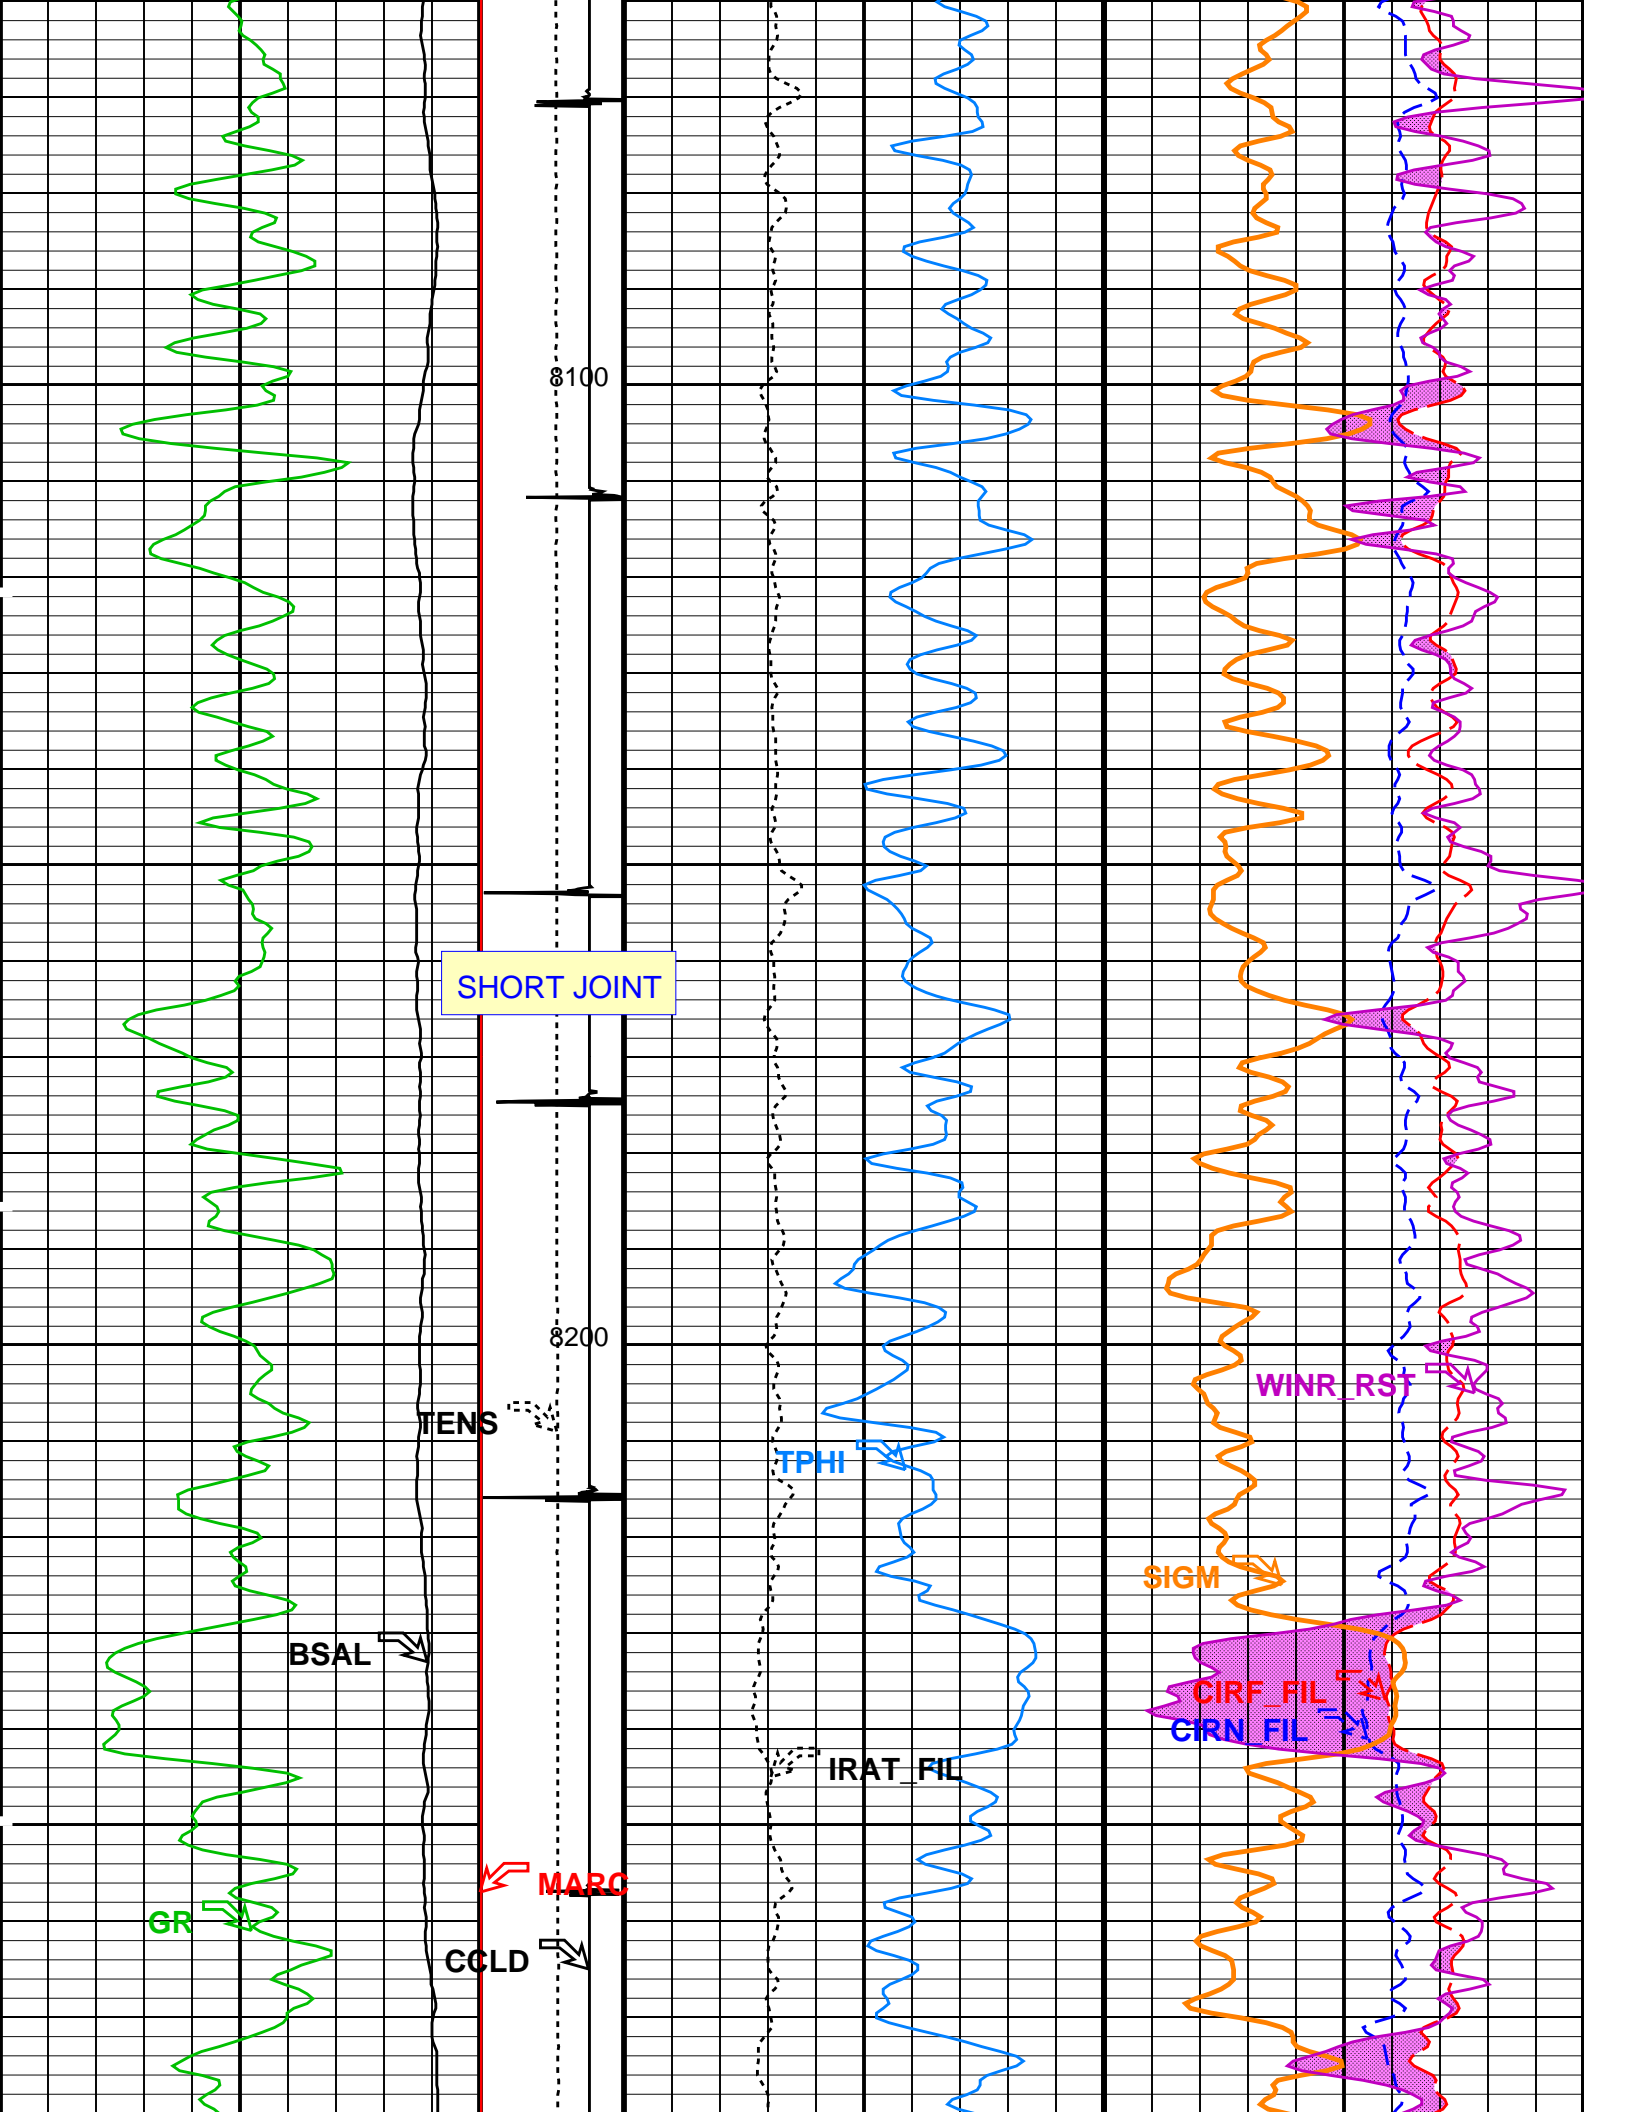 8100
SHORT JOINT
8200
WINR_RST
TENS
TPHI
SIGM
BSAL
CIRF_FIL
CIRN_FIL
IRAT_FIL
MARC
GR
CCLD